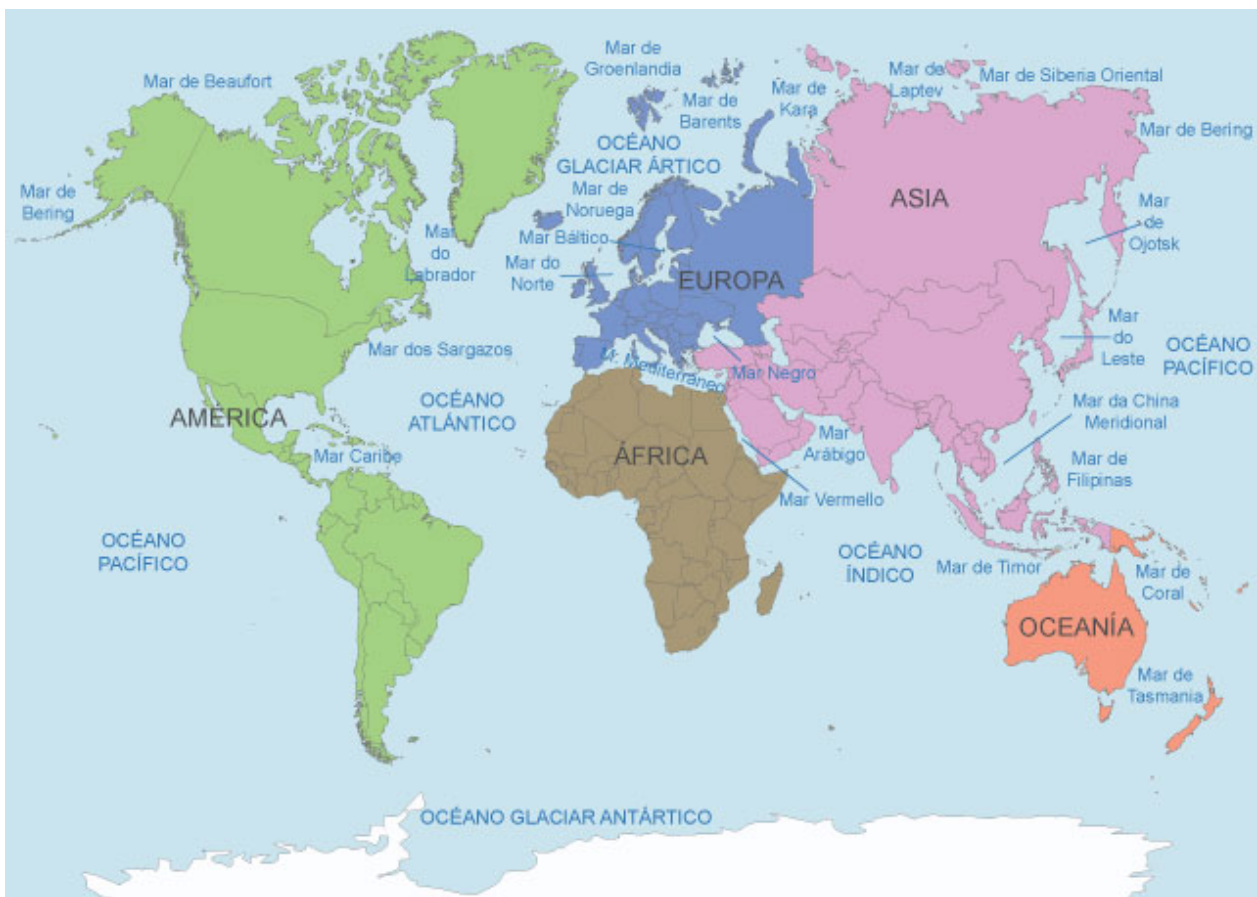 Mar de
Groenlandia
Mar de Beaufort
Mar de
Barents
Mar de
Kara
Mar de
Laptev
Mar de Siberia Oriental
Mar de Bering
OCÉANO
GLACIAR ÁRTICO
Mar de
Bering
Mar de
Noruega
ASIA
Mar
de
Ojotsk
Mar
do
Labrador
Mar Báltico
Mar do
Norte
EUROPA
Mar dos Sargazos
M. Mediterráneo
Mar Negro
Mar
do
Leste
OCÉANO
PACÍFICO
AMÉRICA
OCÉANO
ATLÁNTICO
Mar da China
Meridional
Mar Caribe
ÁFRICA
Mar
Arábigo
Mar de
Filipinas
Mar Vermello
OCÉANO
PACÍFICO
OCÉANO
ÍNDICO
Mar de Timor
Mar de
Coral
OCEANÍA
Mar de
Tasmania
OCÉANO GLACIAR ANTÁRTICO